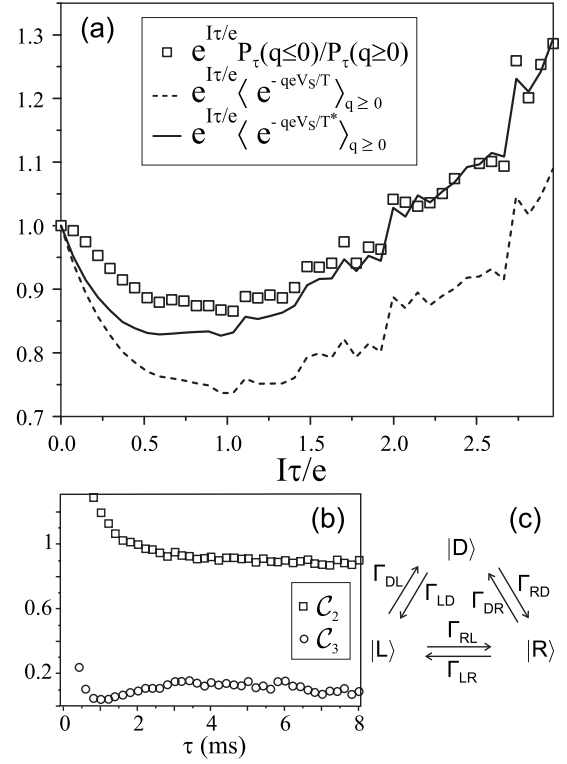 (a)
□ e^{Iτ/e} P_τ(q≤0)/P_τ(q≥0)
e^{Iτ/e} ⟨ e^{-qeV_S/T} ⟩_{q ≥ 0}
e^{Iτ/e} ⟨ e^{-qeV_S/T*} ⟩_{q ≥ 0}
1.3
1.2
1.1
1.0
0.9
0.8
0.7
0.0 0.5 1.0 1.5 2.0 2.5
Iτ/e
(b)
1
0.6
0.2
□ C_2
○ C_3
0 2 4 6 8
τ (ms)
(c)
|D⟩
Γ_DL Γ_LD Γ_DR Γ_RD
|L⟩ Γ_RL |R⟩
Γ_LR